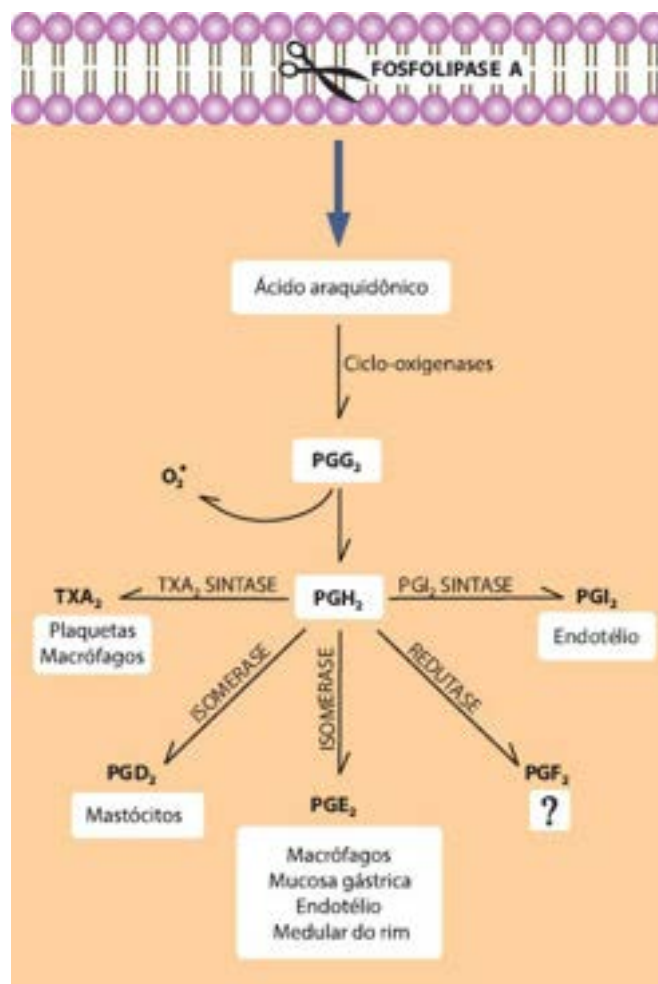 FOSFOLIPASE A
Ácido araquidônico
Ciclo-oxigenases
PGG₂
O₂•
TXA₂ SINTASE
PGI₂ SINTASE
TXA₂
PGH₂
PGI₂
Plaquetas
Macrófagos
Endotélio
ISOMERASE
ISOMERASE
REDUTASE
PGD₂
PGE₂
PGF₂
Mastócitos
?
Macrófagos
Mucosa gástrica
Endotélio
Medular do rim